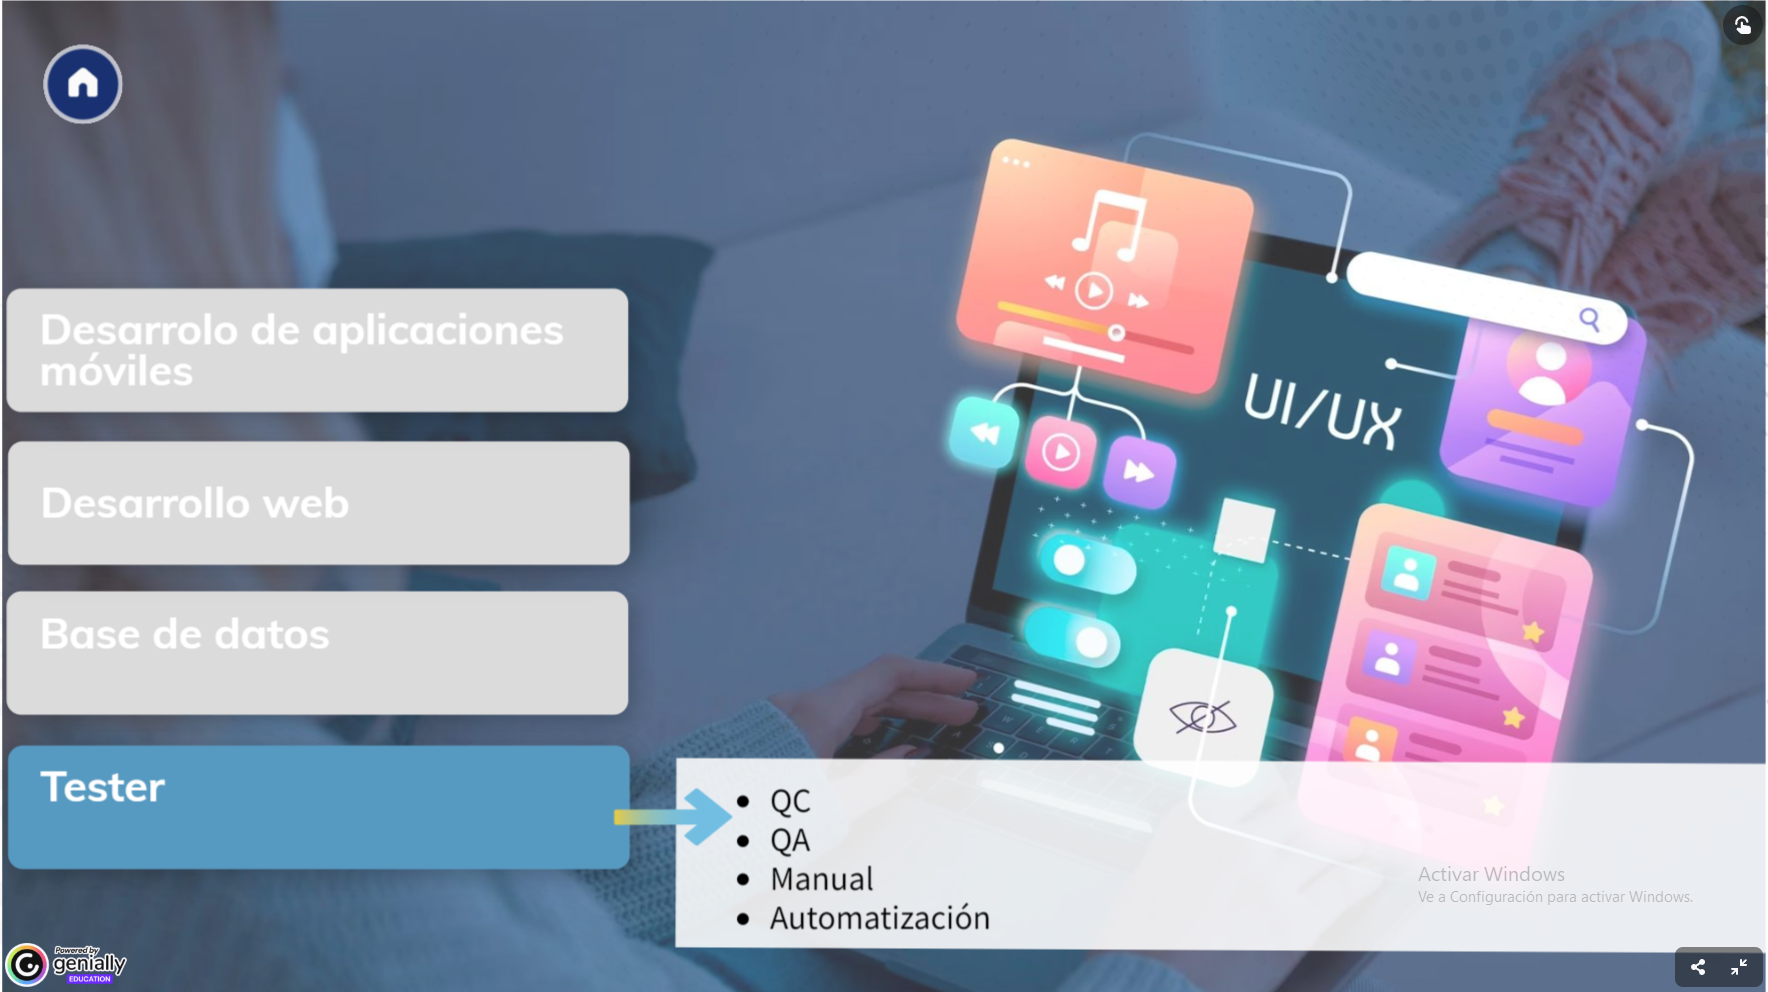 Desarrolo de aplicaciones
móviles
UI/UX
Desarrollo web
Base de datos
Tester
QC
QA
Manual
Automatización
Activar Windows
Ve a Configuración para activar Windows.
Powered by
genially
EDUCATION